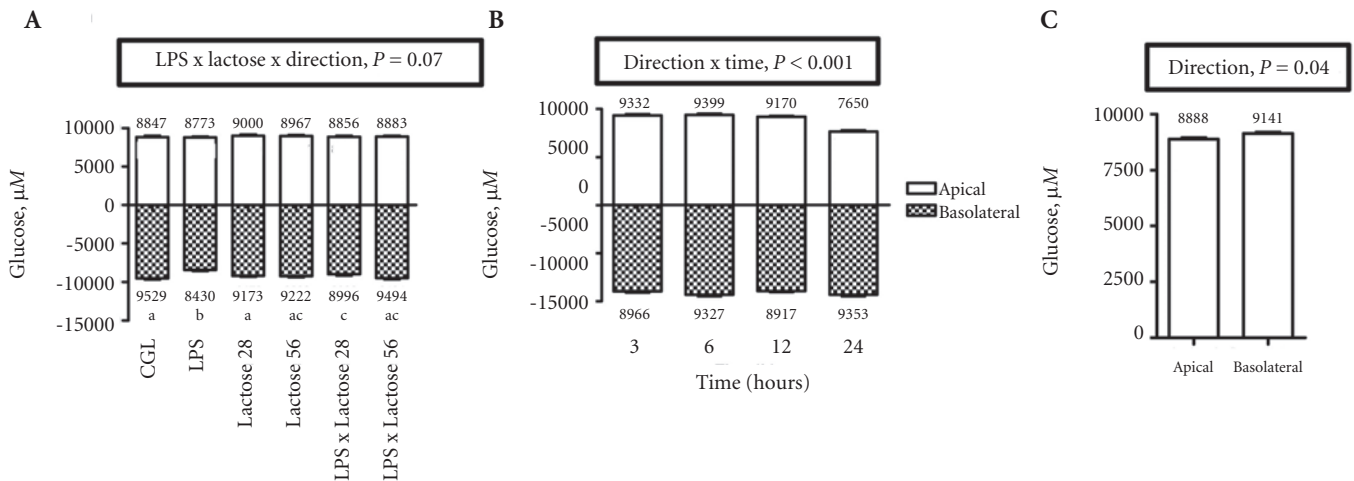 A
LPS x lactose x direction, P = 0.07
Glucose, µM
10000
5000
0
-5000
-10000
-15000
8847 8773 9000 8967 8856 8883
9529 8430 9173 9222 8996 9494
a b a ac c ac
CGL
LPS
Lactose 28
Lactose 56
LPS x Lactose 28
LPS x Lactose 56
B
Direction x time, P < 0.001
Glucose, µM
10000
5000
0
-5000
-10000
-15000
9332 9399 9170 7650
8966 9327 8917 9353
3 6 12 24
Time (hours)
Apical
Basolateral
C
Direction, P = 0.04
Glucose, µM
10000
7500
5000
2500
0
8888 9141
Apical Basolateral